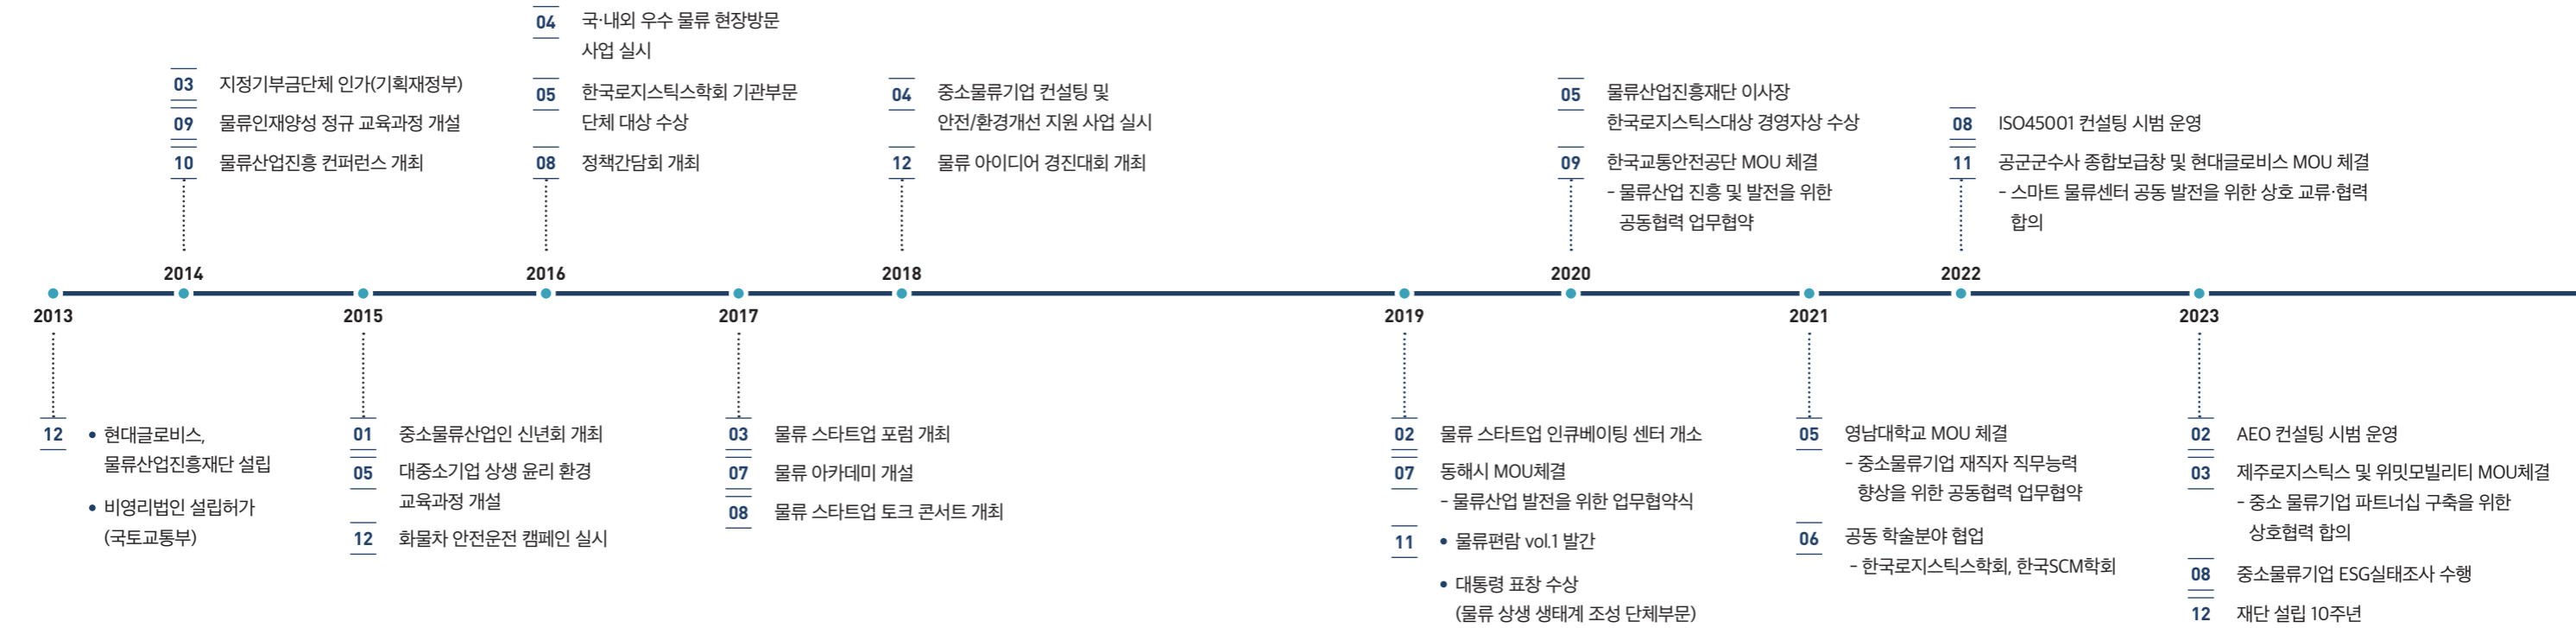 2013
12
• 현대글로비스,
물류산업진흥재단 설립
• 비영리법인 설립허가
(국토교통부)
2014
03 지정기부금단체 인가(기획재정부)
09 물류인재양성 정규 교육과정 개설
10 물류산업진흥 컨퍼런스 개최
2015
01 중소물류산업인 신년회 개최
05 대중소기업 상생 윤리 환경
교육과정 개설
12 화물차 안전운전 캠페인 실시
2016
04 국·내외 우수 물류 현장방문
사업 실시
05 한국로지스틱스학회 기관부문
단체 대상 수상
08 정책간담회 개최
2017
03 물류 스타트업 포럼 개최
07 물류 아카데미 개설
08 물류 스타트업 토크 콘서트 개최
2018
04 중소물류기업 컨설팅 및
안전/환경개선 지원 사업 실시
12 물류 아이디어 경진대회 개최
2019
02 물류 스타트업 인큐베이팅 센터 개소
07 동해시 MOU체결
- 물류산업 발전을 위한 업무협약식
11 • 물류편람 vol.1 발간
• 대통령 표창 수상
(물류 상생 생태계 조성 단체부문)
2020
05 물류산업진흥재단 이사장
한국로지스틱스대상 경영자상 수상
09 한국교통안전공단 MOU 체결
- 물류산업 진흥 및 발전을 위한
공동협력 업무협약
2021
05 영남대학교 MOU 체결
- 중소물류기업 재직자 직무능력
향상을 위한 공동협력 업무협약
06 공동 학술분야 협업
- 한국로지스틱스학회, 한국SCM학회
2022
08 ISO45001 컨설팅 시범 운영
11 공군군수사 종합보급창 및 현대글로비스 MOU 체결
- 스마트 물류센터 공동 발전을 위한 상호 교류·협력
합의
2023
02 AEO 컨설팅 시범 운영
03 제주로지스틱스 및 위밋모빌리티 MOU체결
- 중소 물류기업 파트너십 구축을 위한
상호협력 합의
08 중소물류기업 ESG실태조사 수행
12 재단 설립 10주년